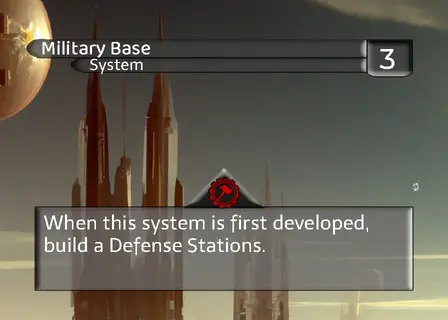 Military Base
System
3
When this system is first developed,
build a Defense Stations.